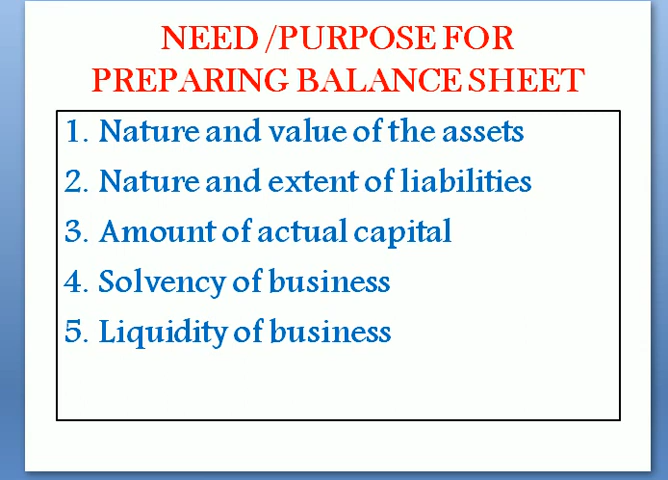 NEED /PURPOSE FOR
PREPARING BALANCE SHEET
1. Nature and value of the assets
2. Nature and extent of liabilities
3. Amount of actual capital
4. Solvency of business
5. Liquidity of business